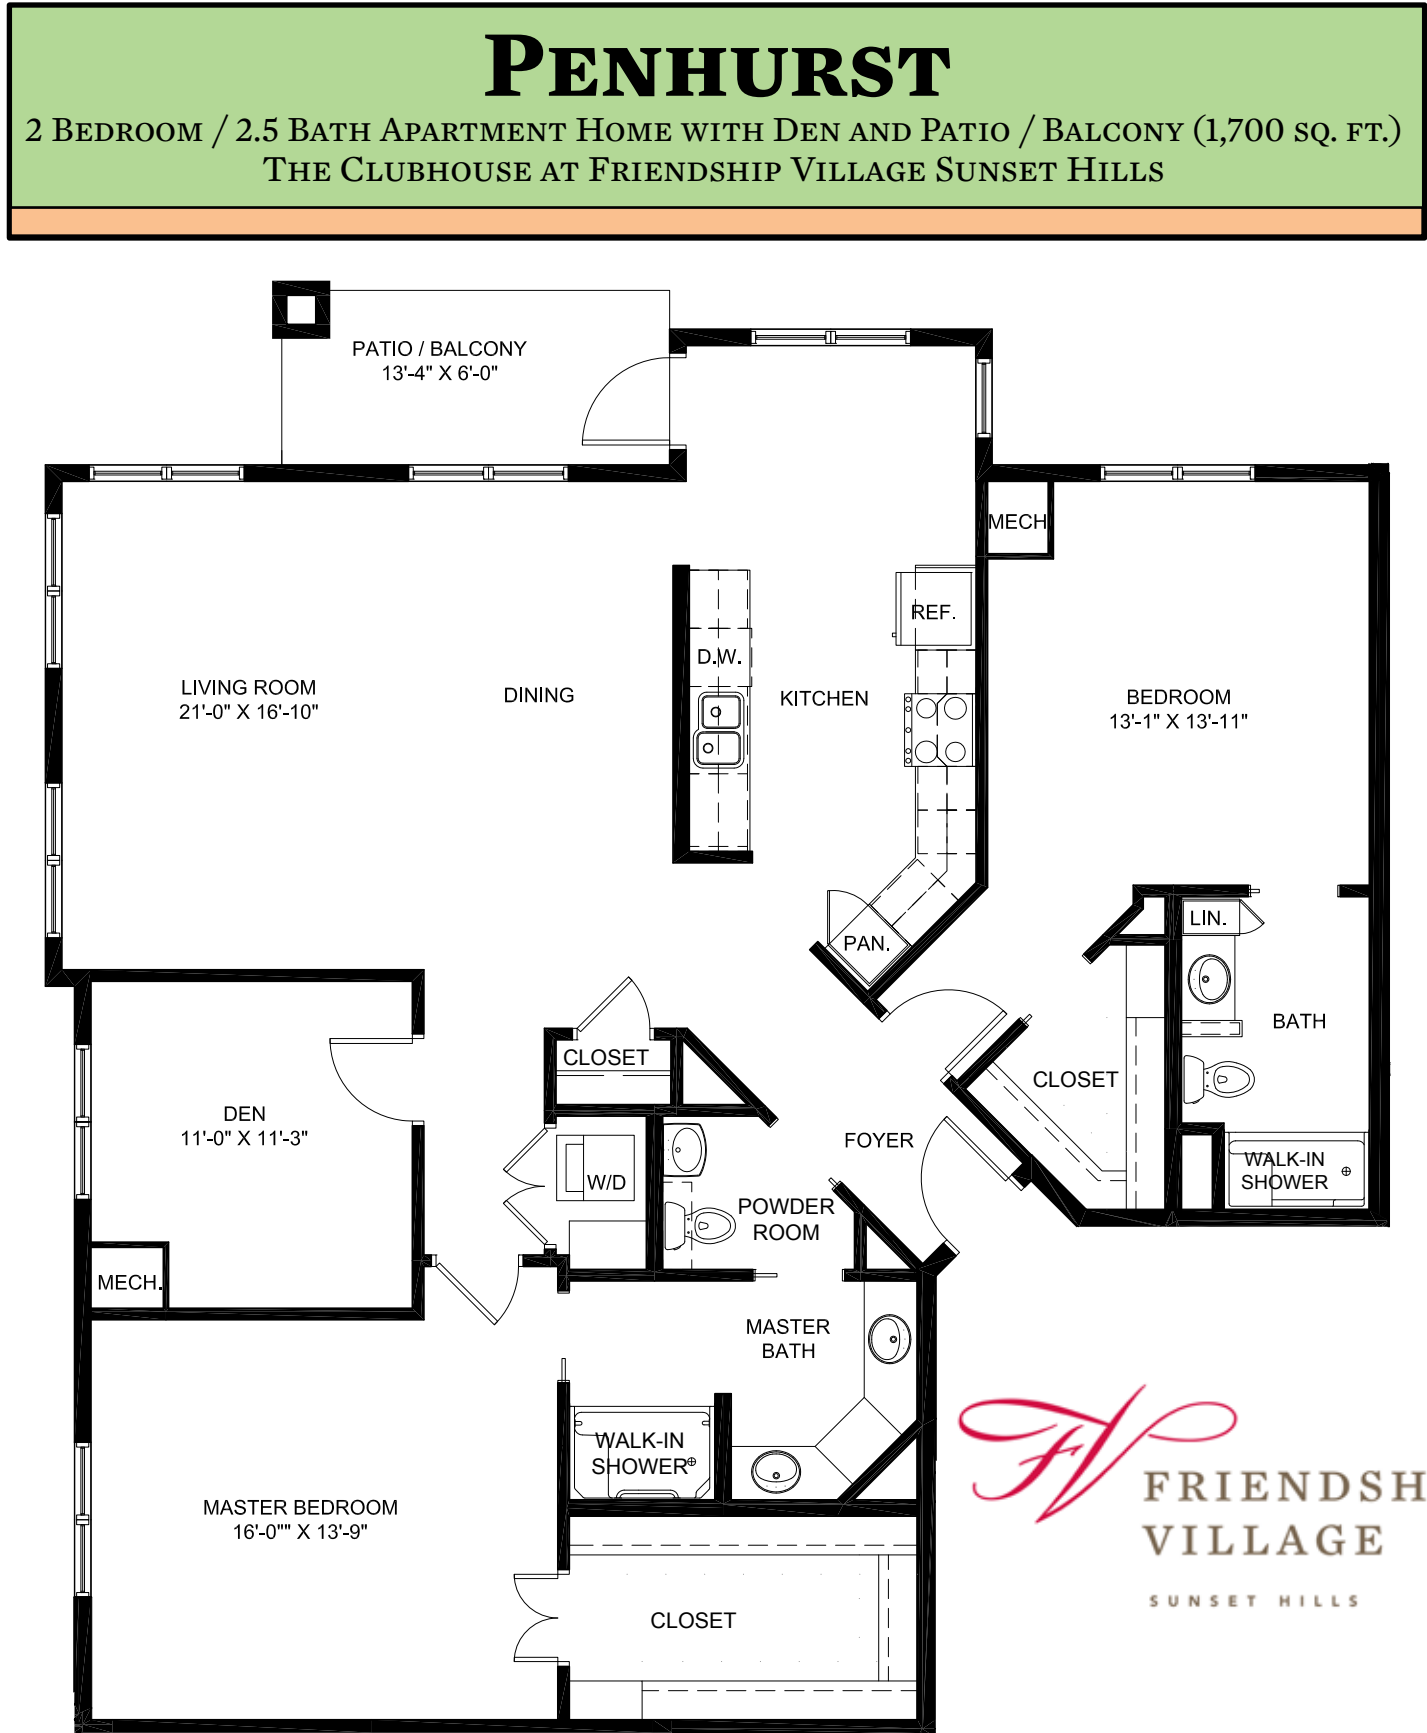 PENHURST
2 BEDROOM / 2.5 BATH APARTMENT HOME WITH DEN AND PATIO / BALCONY (1,700 SQ. FT.)
THE CLUBHOUSE AT FRIENDSHIP VILLAGE SUNSET HILLS
PATIO / BALCONY
13'-4" X 6'-0"
MECH
REF.
D.W.
LIVING ROOM
21'-0" X 16'-10"
DINING
KITCHEN
BEDROOM
13'-1" X 13'-11"
LIN.
PAN.
BATH
CLOSET
CLOSET
DEN
11'-0" X 11'-3"
FOYER
WALK-IN
SHOWER
W/D
POWDER
ROOM
MECH.
MASTER
BATH
WALK-IN
SHOWER
MASTER BEDROOM
16'-0"" X 13'-9"
CLOSET
FV
FRIENDSH
VILLAGE
SUNSET HILLS